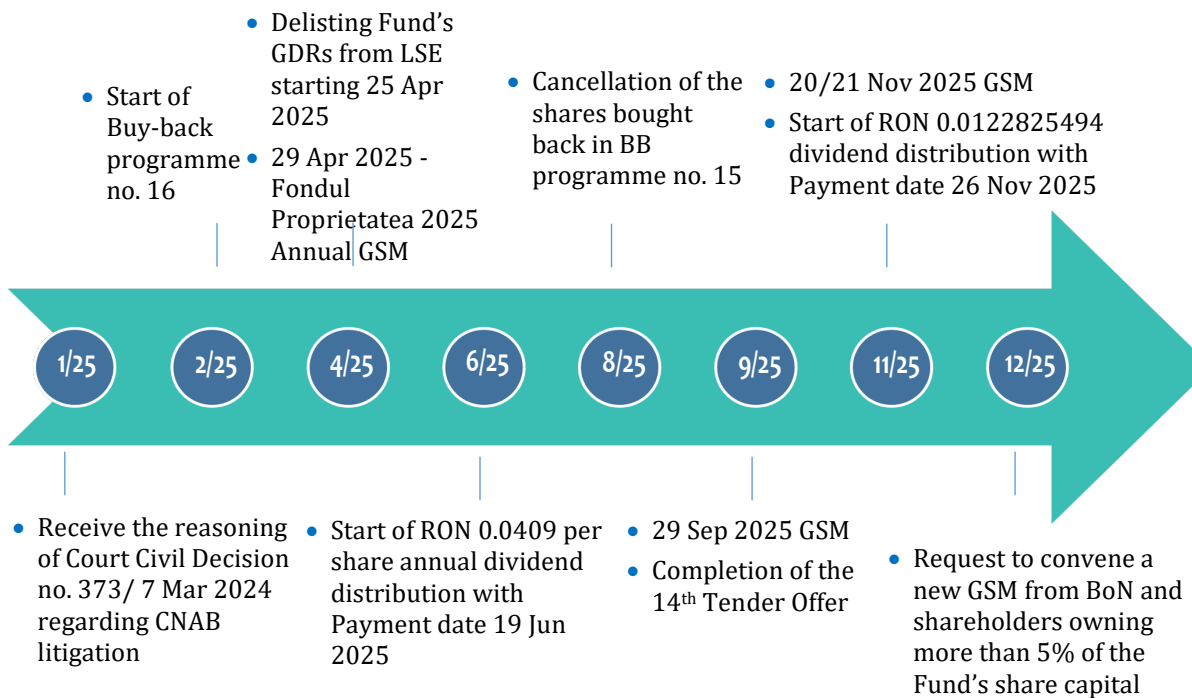 Start of
Buy-back
programme
no. 16
Delisting Fund's
GDRs from LSE
starting 25 Apr
2025
29 Apr 2025 -
Fondul
Proprietatea 2025
Annual GSM
Cancellation of the
shares bought
back in BB
programme no. 15
20/21 Nov 2025 GSM
Start of RON 0.0122825494
dividend distribution with
Payment date 26 Nov 2025
1/25
2/25
4/25
6/25
8/25
9/25
11/25
12/25
Receive the reasoning
of Court Civil Decision
no. 373/ 7 Mar 2024
regarding CNAB
litigation
Start of RON 0.0409 per
share annual dividend
distribution with
Payment date 19 Jun
2025
29 Sep 2025 GSM
Completion of the
14th Tender Offer
Request to convene a
new GSM from BoN and
shareholders owning
more than 5% of the
Fund's share capital